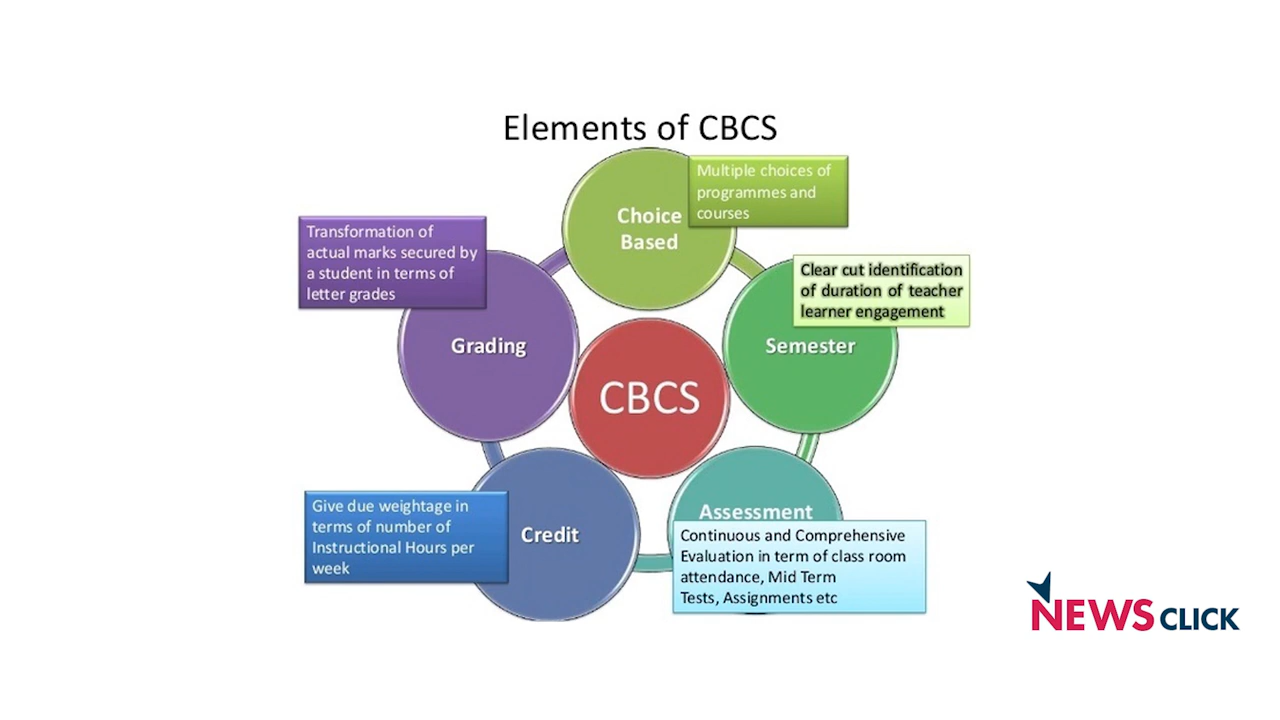 Elements of CBCS
Choice
Based
Multiple choices of
programmes and
courses
Semester
Clear cut identification
of duration of teacher
learner engagement
Assessment
Continuous and Comprehensive
Evaluation in term of class room
attendance, Mid Term
Tests, Assignments etc
Credit
Give due weightage in
terms of number of
Instructional Hours per
week
Grading
Transformation of
actual marks secured by
a student in terms of
letter grades
CBCS
NEWS CLICK